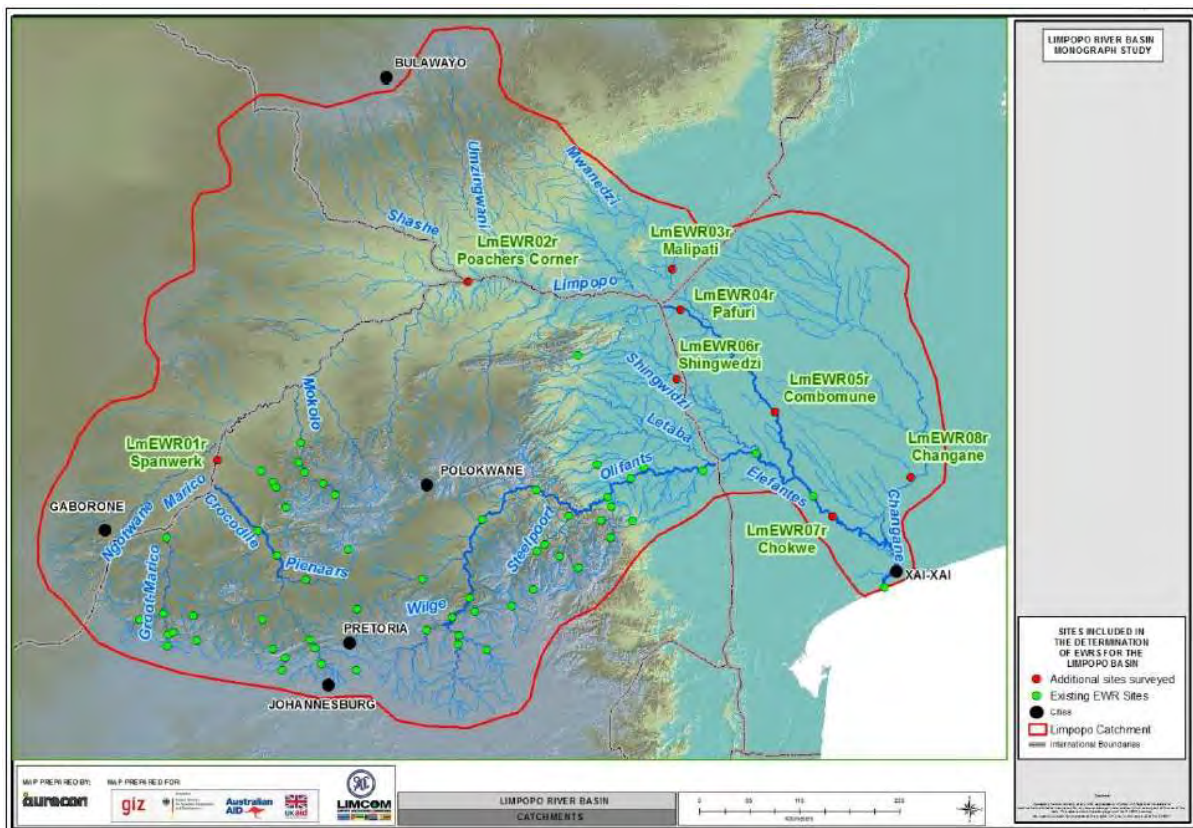 LIMPOPO RIVER BASIN
MONOGRAPH STUDY
BULAWAYO
Umzingwani
Mwanedzi
Shashe
LmEWR02r
Poachers Corner
LmEWR03r
Malipati
Limpopo
LmEWR04r
Pafuri
LmEWR06r
Shingwedzi
Shingwidzi
Mokolo
LmEWR05r
Combomune
Letaba
LmEWR01r
Spanwerk
LmEWR08r
Changane
POLOKWANE
Olifants
Elefantes
GABORONE
Ngotwane
Marico
Crocodile
Steelpoort
Changane
LmEWR07r
Chokwe
Pienaars
XAI-XAI
Groot-Marico
Wilge
PRETORIA
JOHANNESBURG
SITES INCLUDED IN
THE DETERMINATION
OF EWRS FOR THE
LIMPOPO BASIN
Additional sites surveyed
Existing EWR Sites
Cities
Limpopo Catchment
International Boundaries
MAP PREPARED BY:
aurecon
MAP PREPARED FOR:
giz
Australian
AID
UKaid
LIMCOM
LIMPOPO RIVER BASIN
CATCHMENTS
0
Kilometers